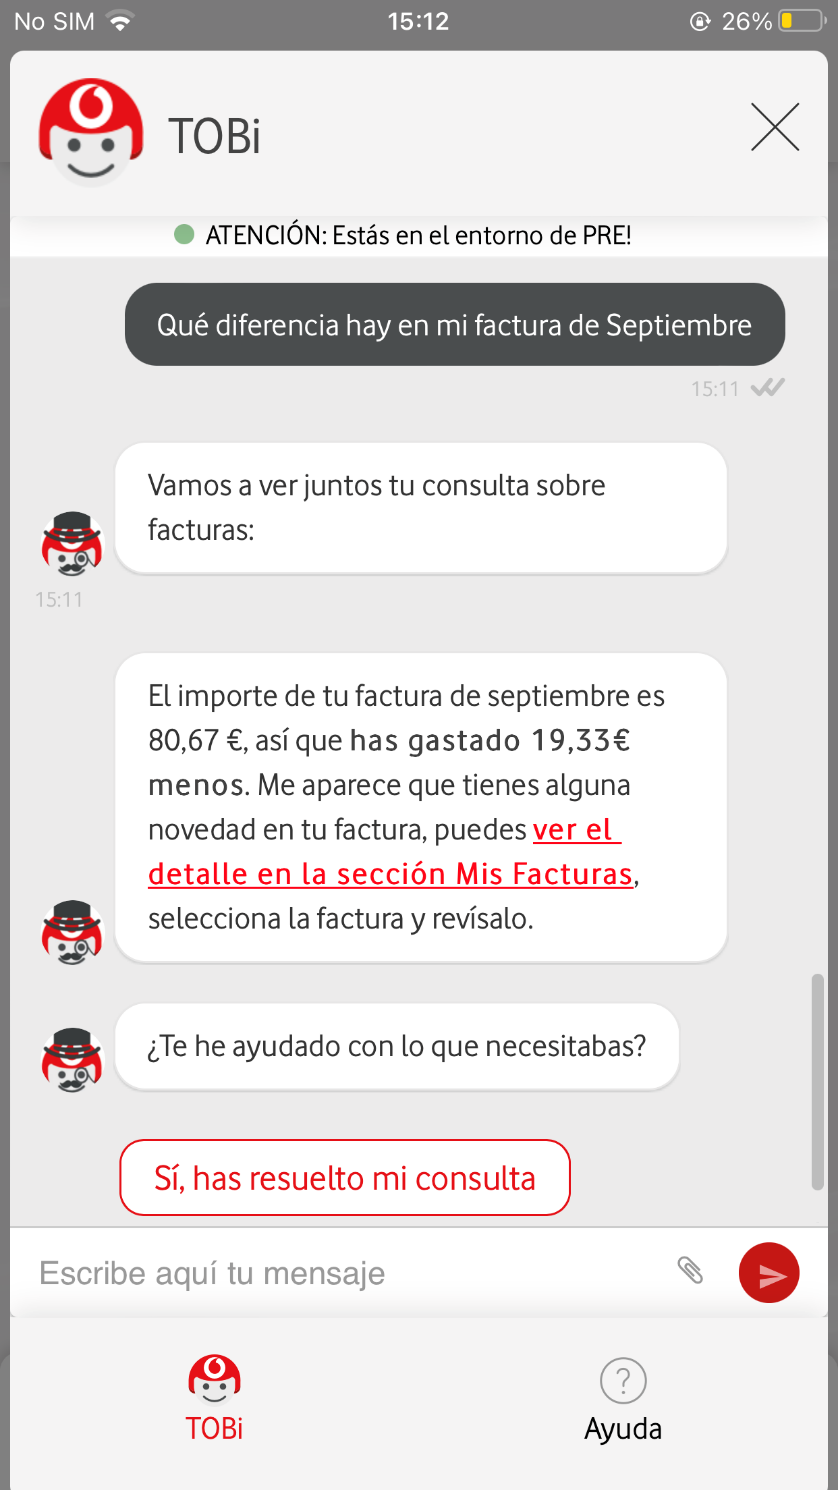 No SIM 15:12 26%
TOBi
ATENCIÓN: Estás en el entorno de PRE!
Qué diferencia hay en mi factura de Septiembre
15:11
Vamos a ver juntos tu consulta sobre
facturas:
15:11
El importe de tu factura de septiembre es
80,67 €, así que has gastado 19,33€
menos. Me aparece que tienes alguna
novedad en tu factura, puedes ver el
detalle en la sección Mis Facturas,
selecciona la factura y revísalo.
¿Te he ayudado con lo que necesitabas?
Sí, has resuelto mi consulta
Escribe aquí tu mensaje
TOBi
?
Ayuda